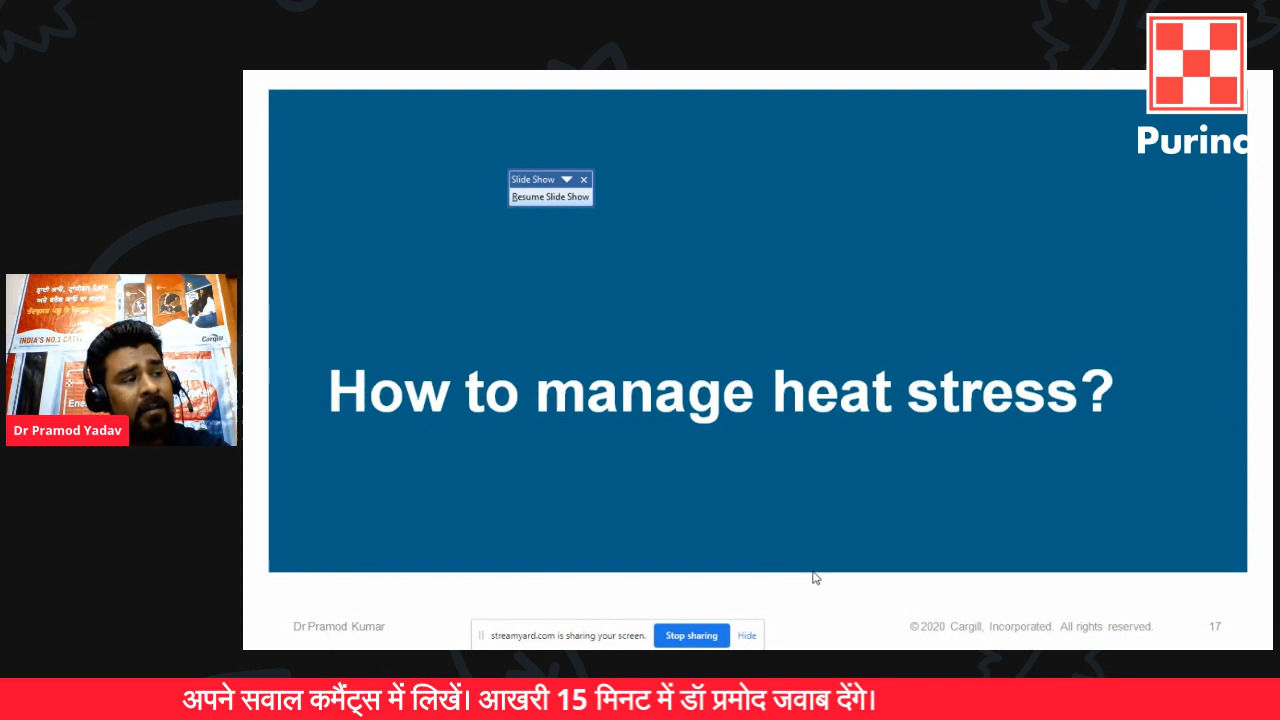 Purina
Slide Show
Resume Slide Show
INDIA'S NO.1
Cargill
Dr Pramod Yadav
How to manage heat stress?
Dr Pramod Kumar
streamyard.com is sharing your screen.
Stop sharing
Hide
© 2020 Cargill, Incorporated. All rights reserved.
17
अपने सवाल कमैंट्स में लिखें। आखरी 15 मिनट में डॉ प्रमोद जवाब देंगे।